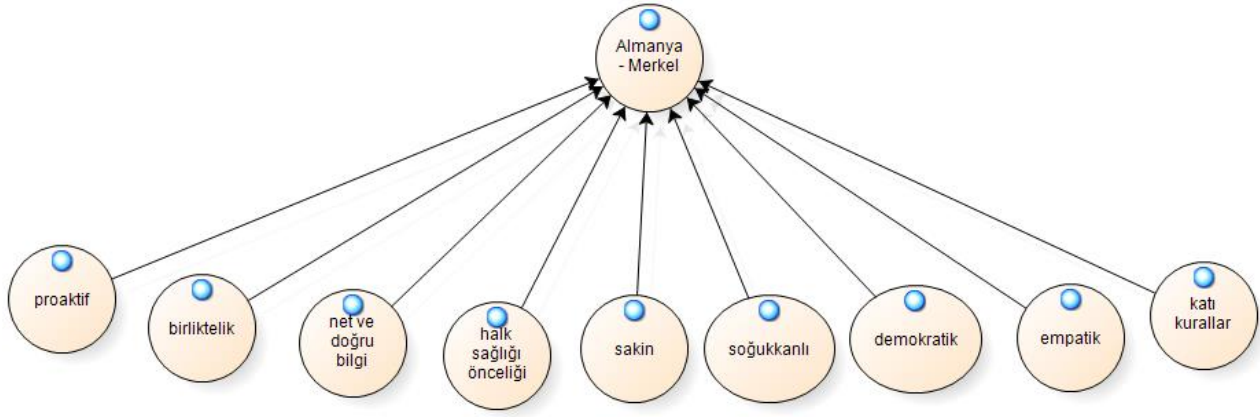 Almanya
- Merkel
proaktif
birliktelik
net ve
doğru
bilgi
halk
sağlığı
önceliği
sakin
soğukkanlı
demokratik
empatik
katı
kurallar